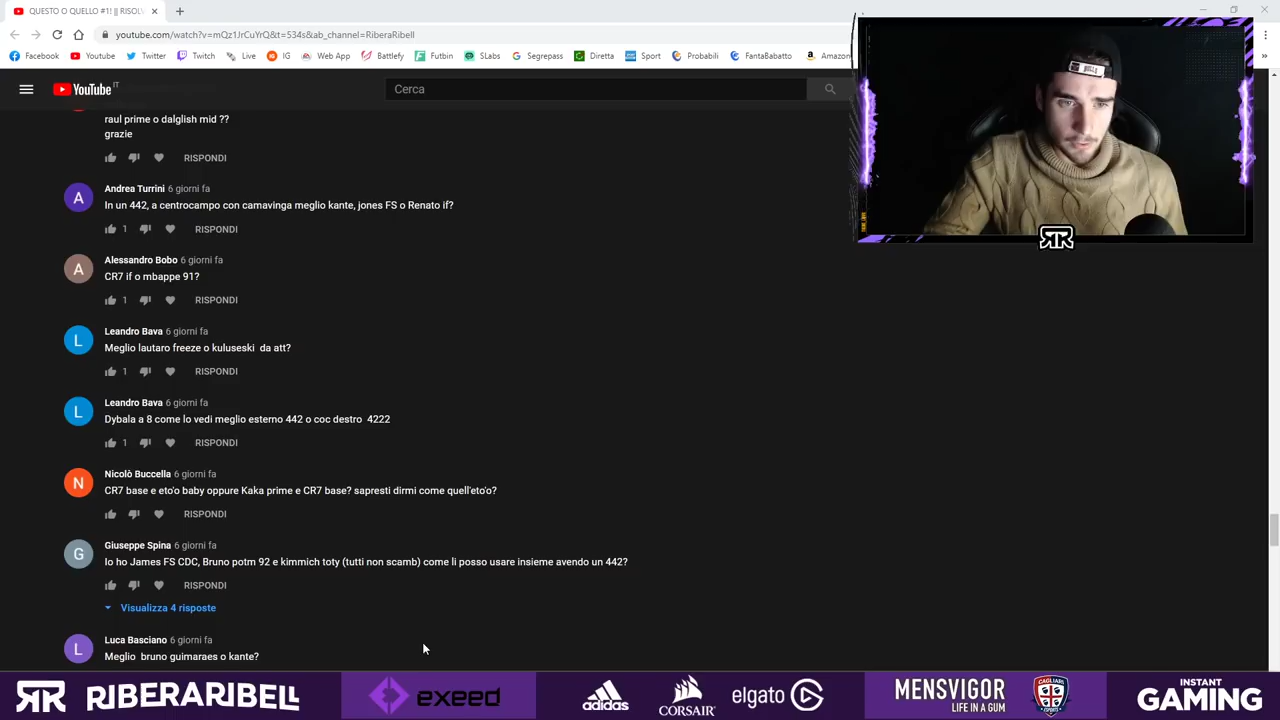 QUESTO O QUELLO #1! || RISOLV
youtube.com/watch?v=mQz1JrCuYrQ&t=534s&ab_channel=RiberaRibell
Facebook Youtube Twitter Twitch Live IG Web App Battlefy Futbin SLabs Segrepass Diretta Sport Probabili FantaBabatto Amazon
YouTube IT
Cerca
raul prime o dalglish mid ??
grazie
RISPONDI
Andrea Turrini 6 giorni fa
In un 442, a centrocampo con camavinga meglio kante, jones FS o Renato if?
1 RISPONDI
Alessandro Bobo 6 giorni fa
CR7 if o mbappe 91?
1 RISPONDI
Leandro Bava 6 giorni fa
Meglio lautaro freeze o kuluseski da att?
1 RISPONDI
Leandro Bava 6 giorni fa
Dybala a 8 come lo vedi meglio esterno 442 o coc destro 4222
1 RISPONDI
Nicolò Buccella 6 giorni fa
CR7 base e eto'o baby oppure Kaka prime e CR7 base? sapresti dirmi come quell'eto'o?
RISPONDI
Giuseppe Spina 6 giorni fa
Io ho James FS CDC, Bruno potm 92 e kimmich toty (tutti non scamb) come li posso usare insieme avendo un 442?
RISPONDI
Visualizza 4 risposte
Luca Basciano 6 giorni fa
Meglio bruno guimaraes o kante?
RR RIBERARIBELL exeed adidas CORSAIR elgato MENSVIGOR LIFE IN A GUM CAGLIARI INSTANT GAMING